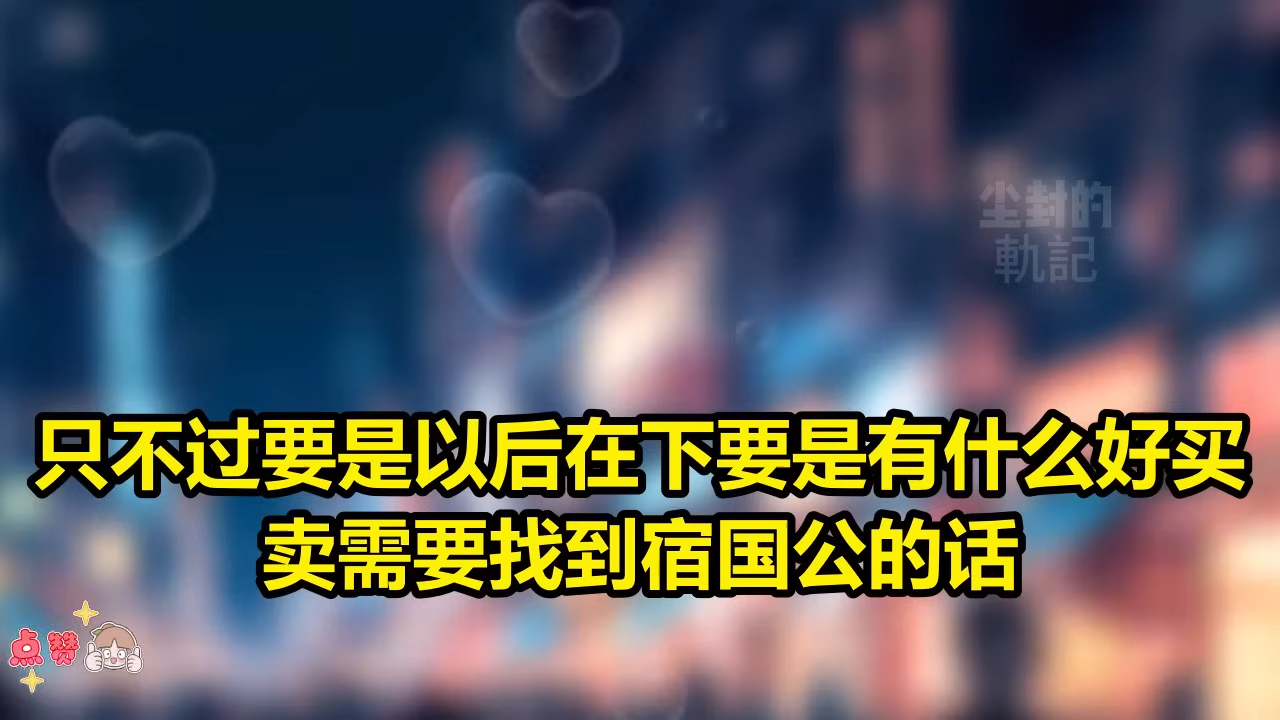 尘封的
軌記
只不过要是以后在下要是有什么好买
卖需要找到宿国公的话
点赞